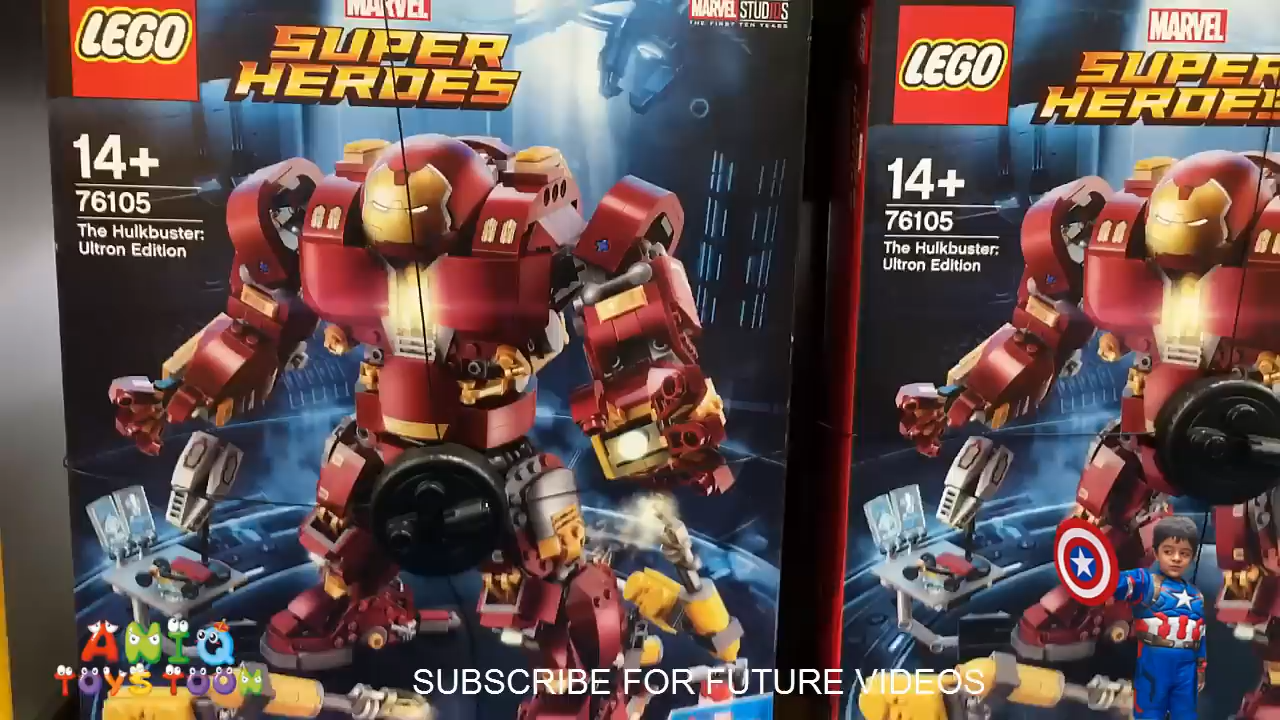 LEGO
MARVEL
SUPER
HEROES
MARVEL STUDIOS
THE FIRST TEN YEARS
14+
76105
The Hulkbuster:
Ultron Edition
LEGO
MARVEL
SUPER
HEROES
14+
76105
The Hulkbuster:
Ultron Edition
ANIQ
TOYS TOON
SUBSCRIBE FOR FUTURE VIDEOS